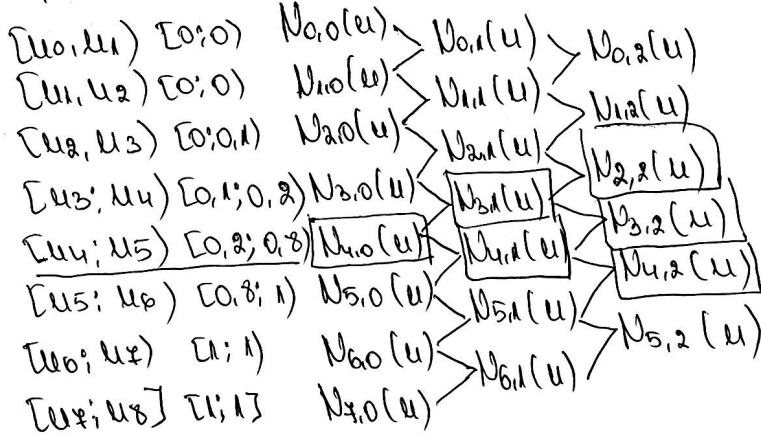 [u0, u1) [0; 0) N0,0(u) N0,1(u) N0,2(u)
[u1, u2) [0; 0) N1,0(u) N1,1(u) N1,2(u)
[u2, u3) [0; 0,1) N2,0(u) N2,1(u) N2,2(u)
[u3; u4) [0,1; 0,2) N3,0(u) N3,1(u) N3,2(u)
[u4; u5) [0,2; 0,8) N4,0(u) N4,1(u) N4,2(u)
[u5; u6) [0,8; 1) N5,0(u) N5,1(u) N5,2(u)
[u6; u7) [1; 1) N6,0(u) N6,1(u)
[u7; u8] [1; 1] N7,0(u)